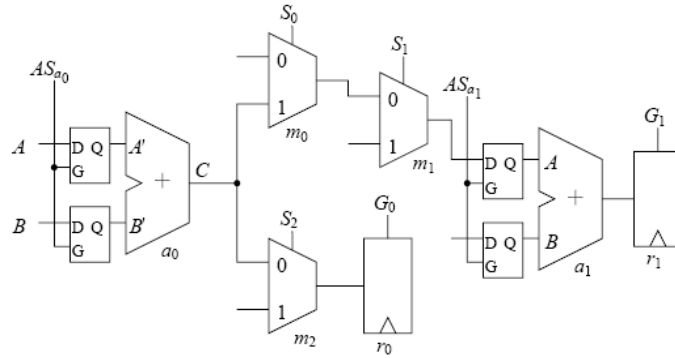 S0
S1
ASa0
0
1
m0
0
1
m1
ASa1
G1
A
D Q
G
A'
C
+
B
D Q
G
B'
a0
S2
0
1
m2
G0
r0
D Q
G
A
+
D Q
G
B
a1
r1